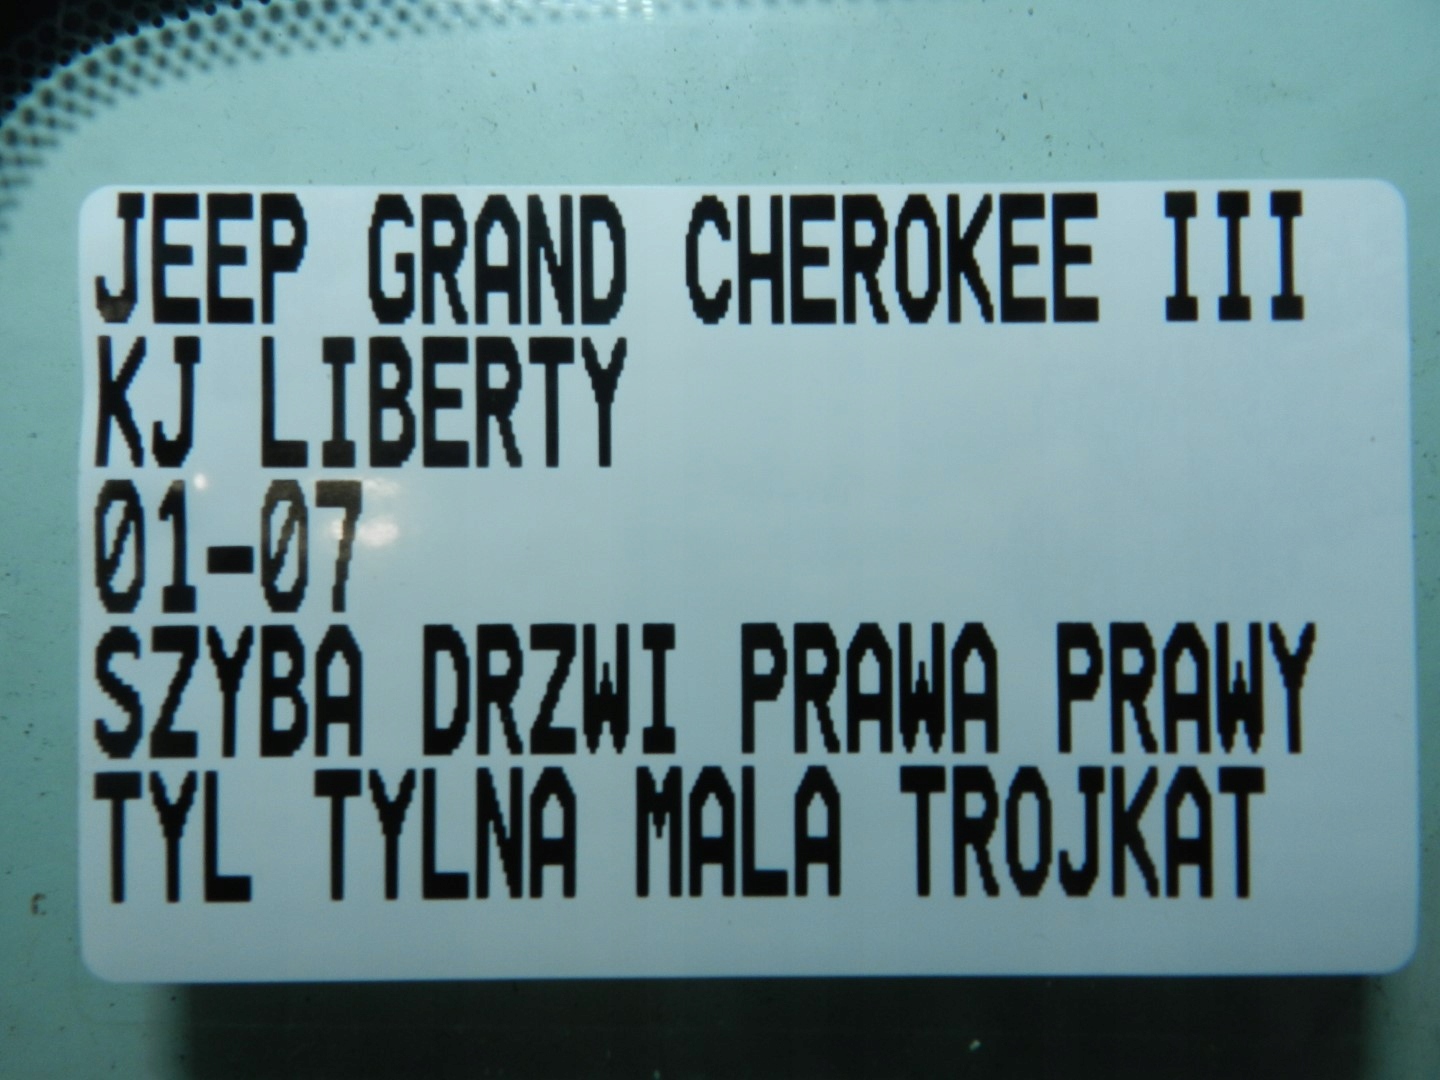 JEEP GRAND CHEROKEE III
KJ LIBERTY
01-07
SZYBA DRZWI PRAWA PRAWY
TYL TYLNA MALA TROJKAT